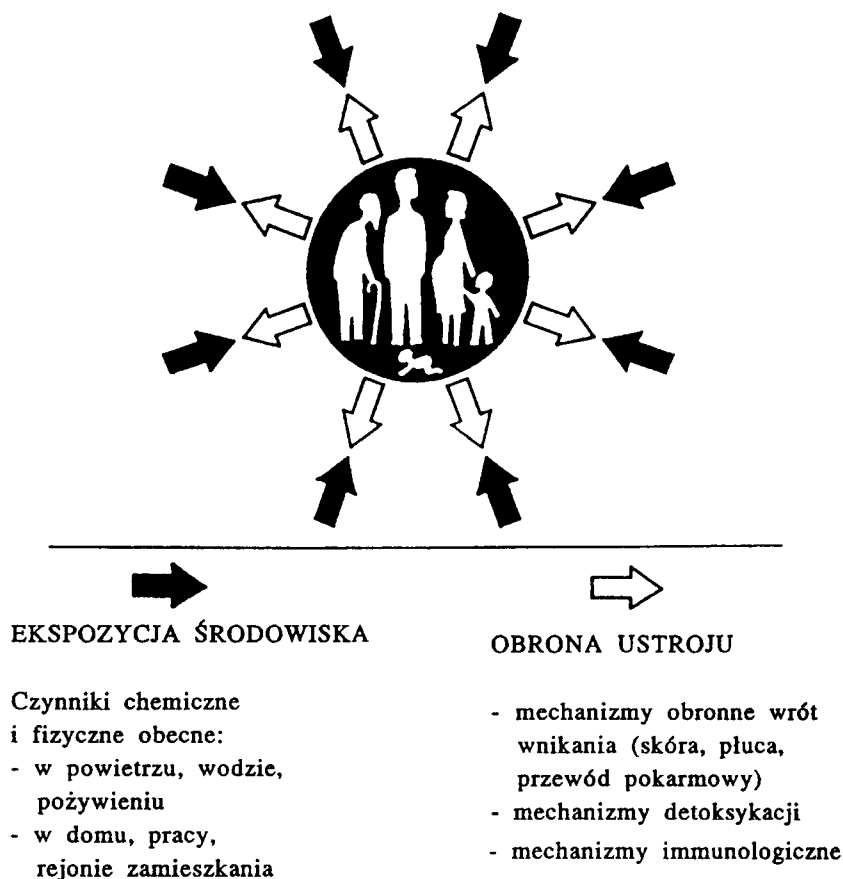 EKSPOZYCJA ŚRODOWISKA
Czynniki chemiczne
i fizyczne obecne:
- w powietrzu, wodzie,
pożywieniu
- w domu, pracy,
rejonie zamieszkania
OBRONA USTROJU
- mechanizmy obronne wrót
wnikania (skóra, płuca,
przewód pokarmowy)
- mechanizmy detoksykacji
- mechanizmy immunologiczne